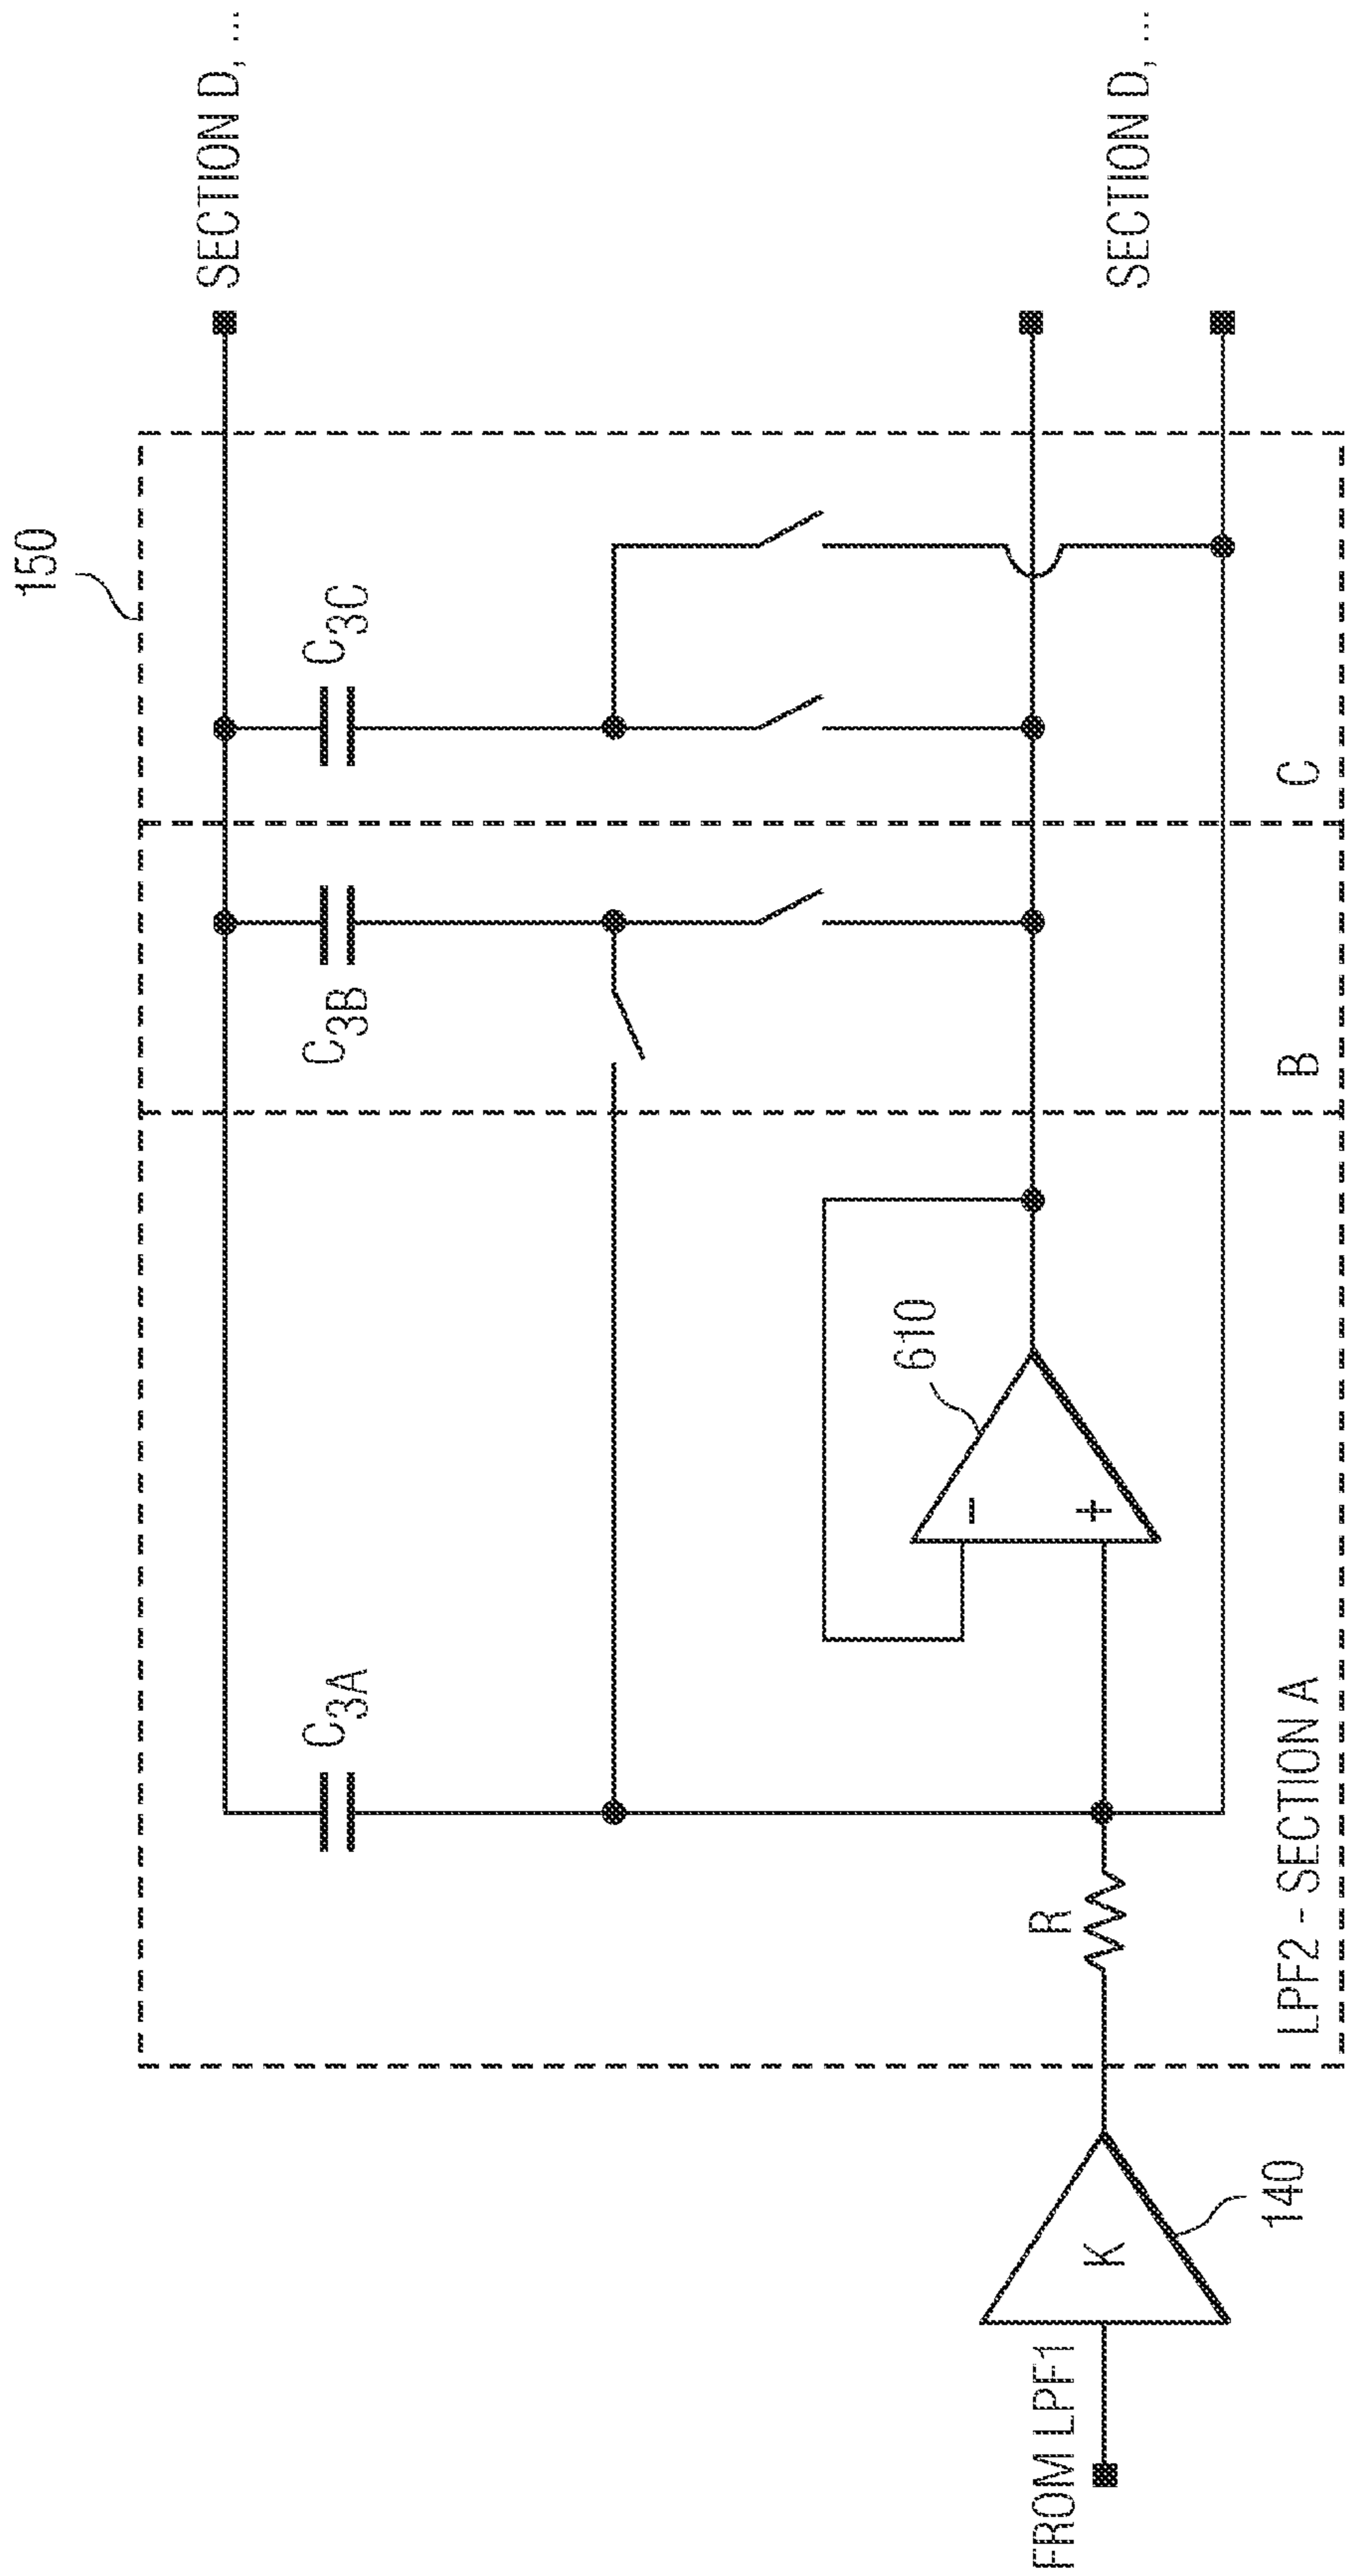 150
SECTION D, ...
C3A
C3B
C3C
610
SECTION D, ...
R
K
FROM LPF1
140
LPF2 - SECTION A
B
C
-
+